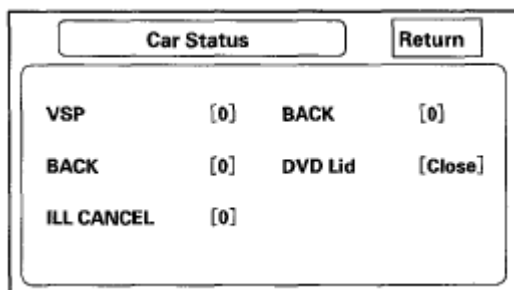 Car Status Return
VSP [0] BACK [0]
BACK [0] DVD Lid [Close]
ILL CANCEL [0]